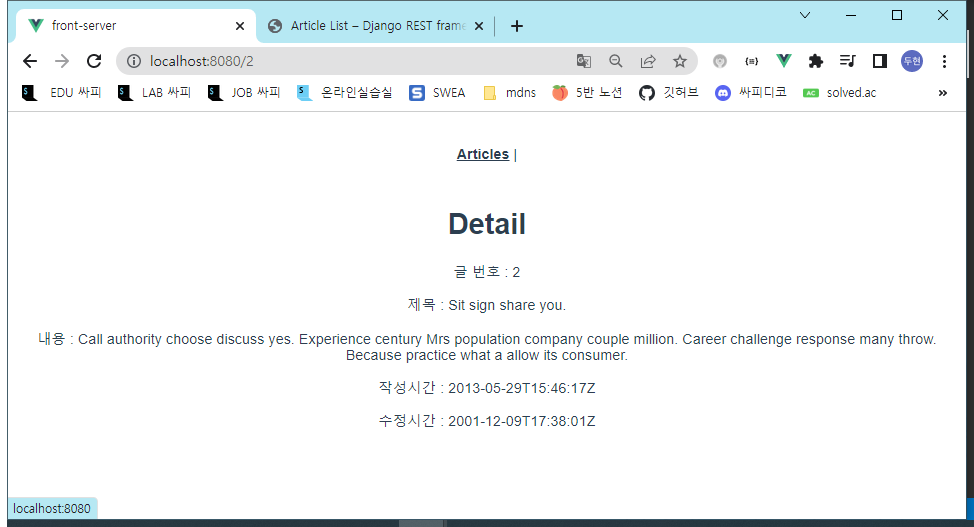 front-server
Article List – Django REST frame
localhost:8080/2
두현
EDU 싸피
LAB 싸피
JOB 싸피
온라인실습실
SWEA
mdns
5반 노션
깃허브
싸피디코
solved.ac
»
Articles |
Detail
글 번호 : 2
제목 : Sit sign share you.
내용 : Call authority choose discuss yes. Experience century Mrs population company couple million. Career challenge response many throw.
Because practice what a allow its consumer.
작성시간 : 2013-05-29T15:46:17Z
수정시간 : 2001-12-09T17:38:01Z
localhost:8080